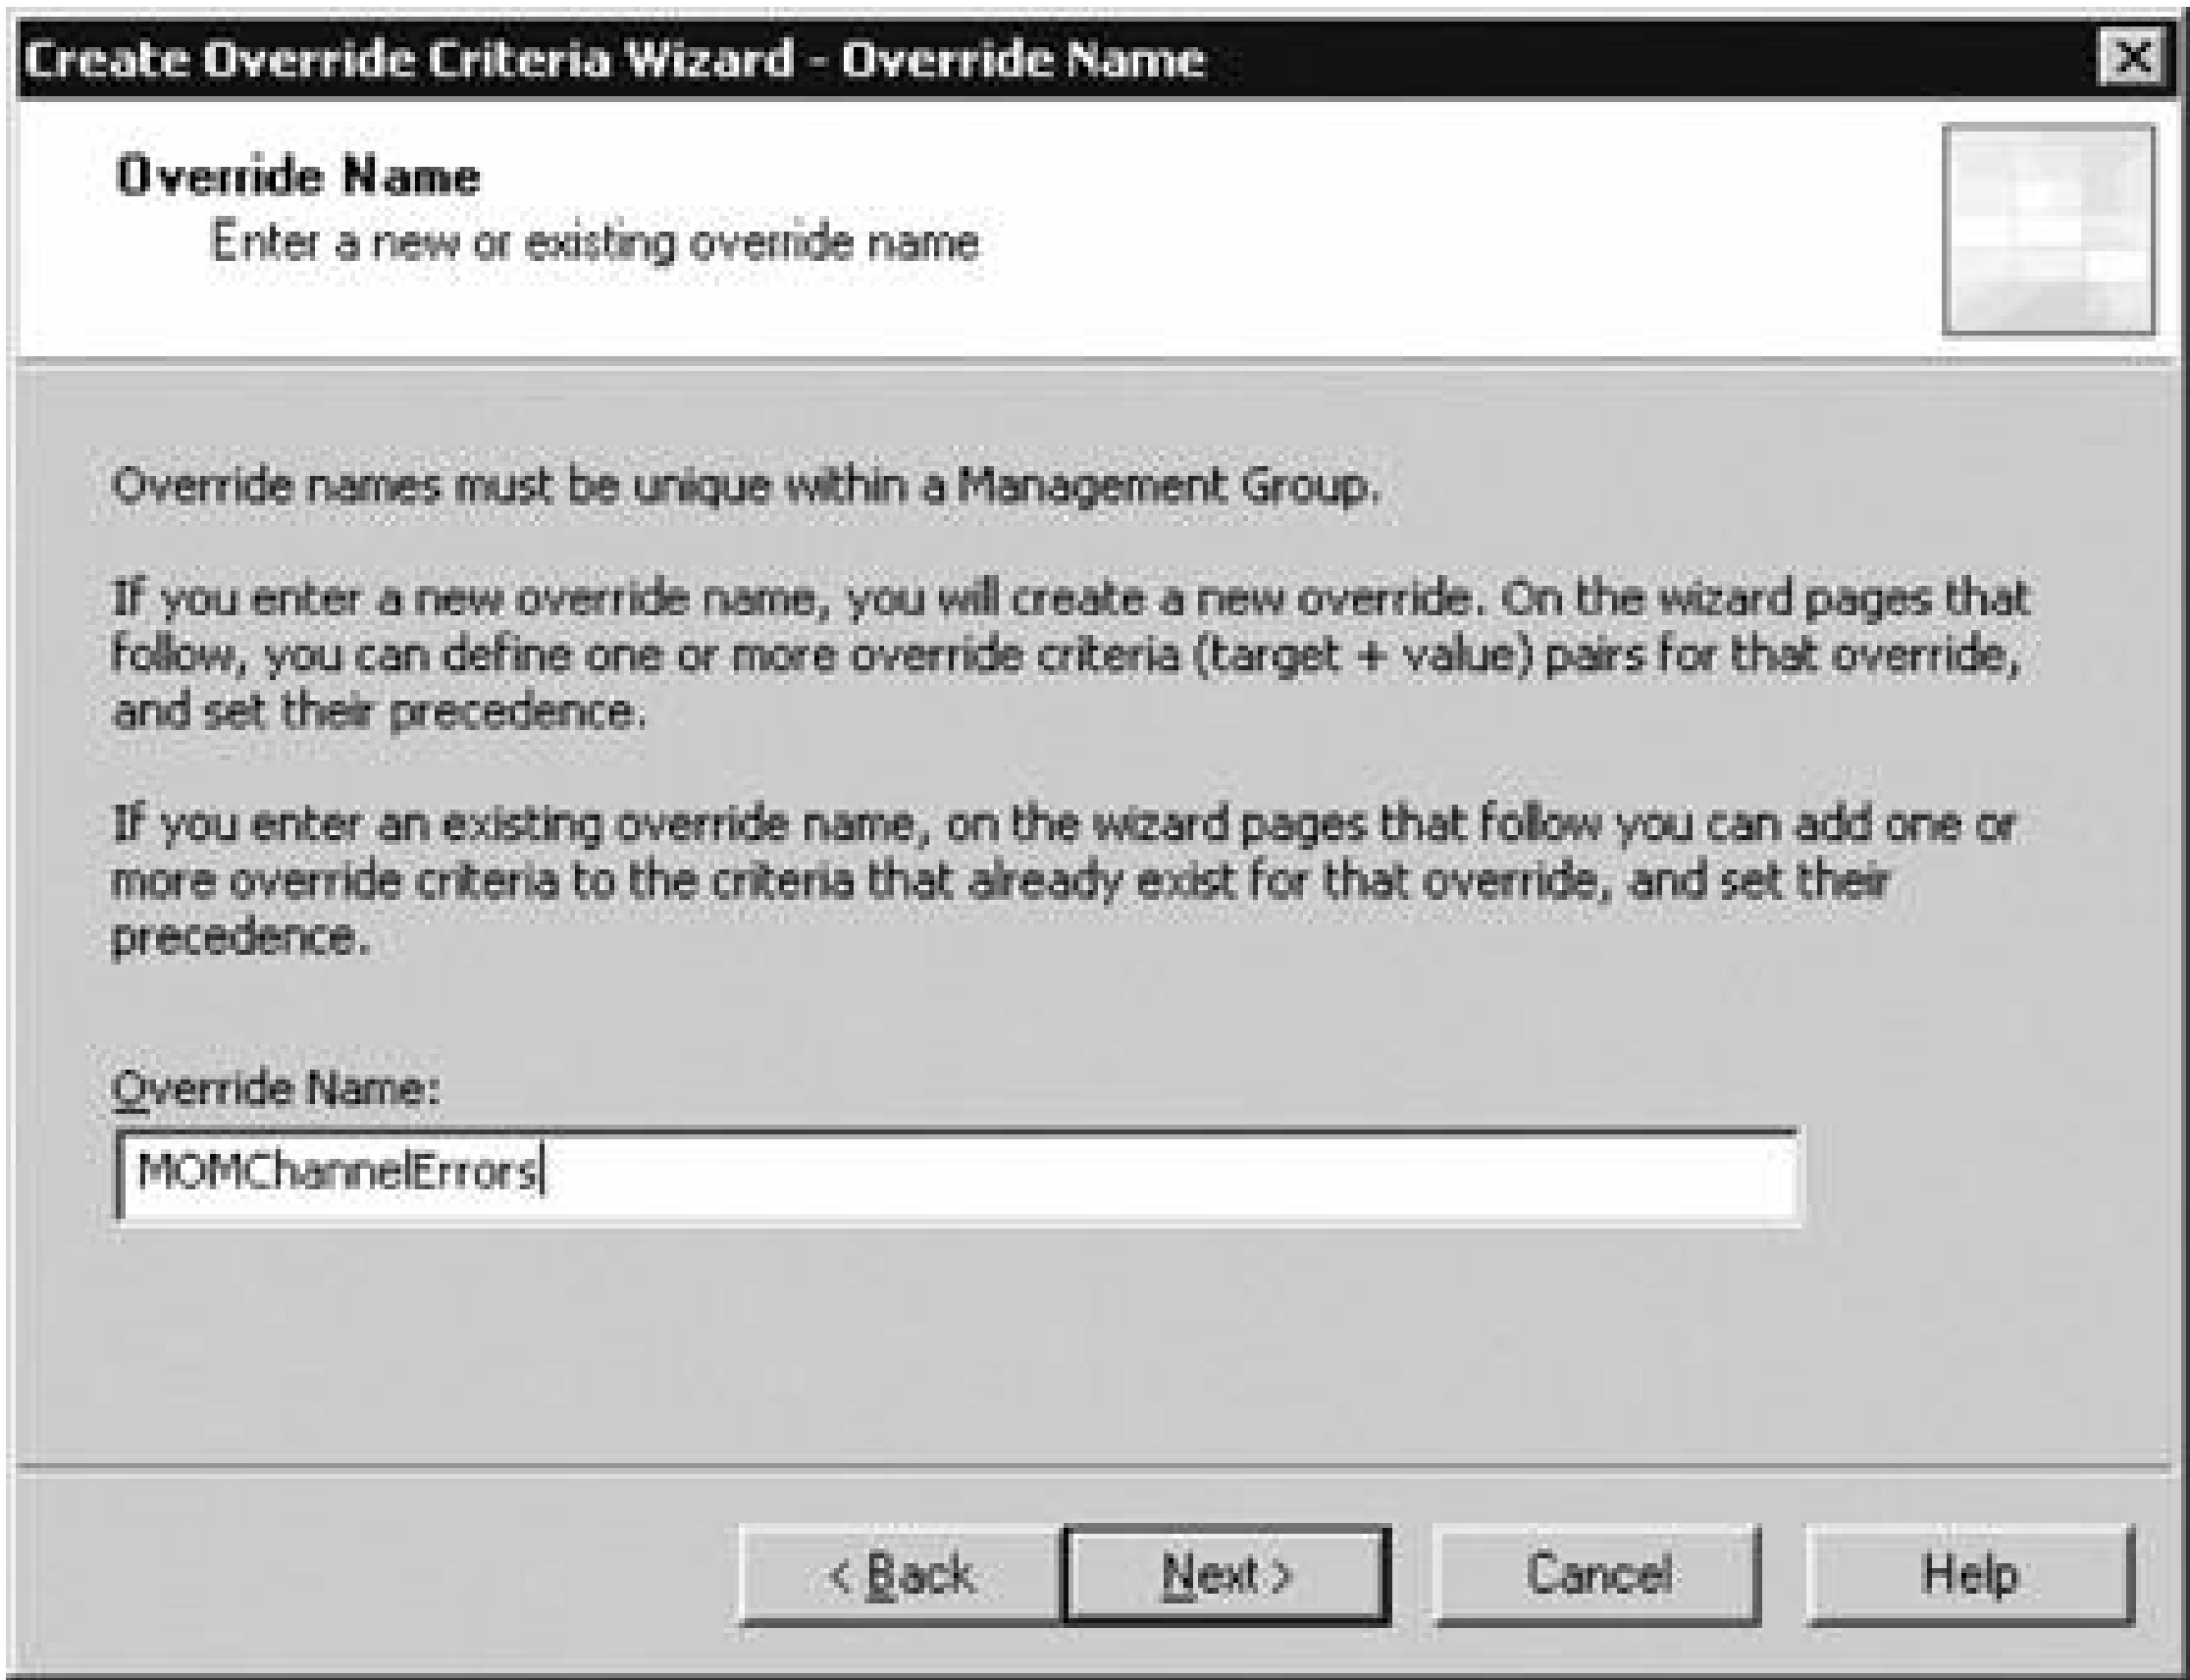 Create Override Criteria Wizard - Override Name
Override Name
Enter a new or existing override name
Override names must be unique within a Management Group.
If you enter a new override name, you will create a new override. On the wizard pages that
follow, you can define one or more override criteria (target + value) pairs for that override,
and set their precedence.
If you enter an existing override name, on the wizard pages that follow you can add one or
more override criteria to the criteria that already exist for that override, and set their
precedence.
Override Name:
MOMChannelErrors
< Back
Next >
Cancel
Help